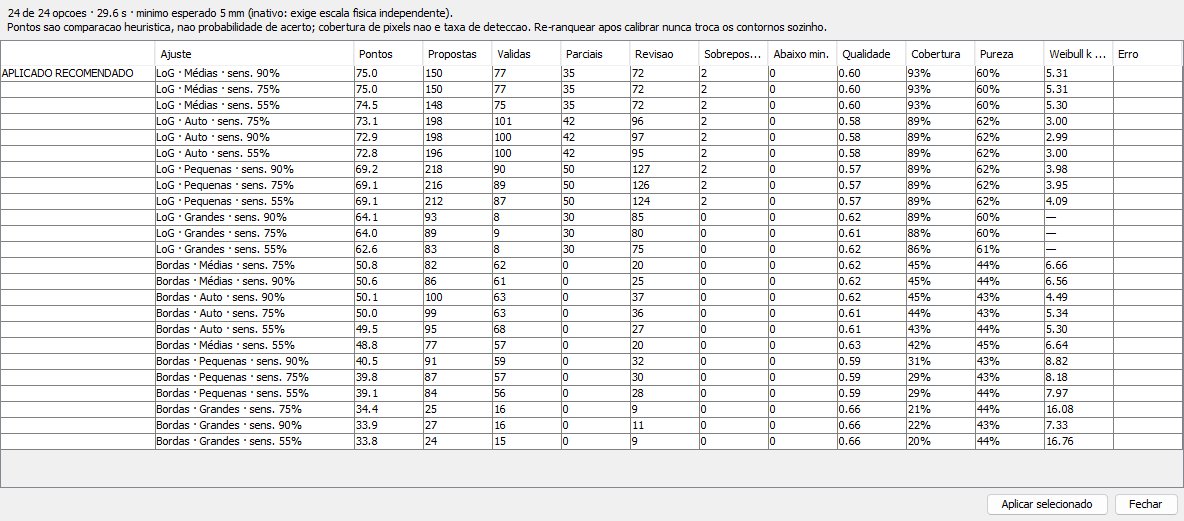 24 de 24 opcoes · 29.6 s · minimo esperado 5 mm (inativo: exige escala fisica independente).
Pontos sao comparacao heuristica, nao probabilidade de acerto; cobertura de pixels nao e taxa de deteccao. Re-ranquear apos calibrar nunca troca os contornos sozinho.
Ajuste Pontos Propostas Validas Parciais Revisao Sobrepos... Abaixo min. Qualidade Cobertura Pureza Weibull k ... Erro
APLICADO RECOMENDADO LoG · Médias · sens. 90% 75.0 150 77 35 72 2 0 0.60 93% 60% 5.31
LoG · Médias · sens. 75% 75.0 150 77 35 72 2 0 0.60 93% 60% 5.31
LoG · Médias · sens. 55% 74.5 148 75 35 72 2 0 0.60 93% 60% 5.30
LoG · Auto · sens. 75% 73.1 198 101 42 96 2 0 0.58 89% 62% 3.00
LoG · Auto · sens. 90% 72.9 198 100 42 97 2 0 0.58 89% 62% 2.99
LoG · Auto · sens. 55% 72.8 196 100 42 95 2 0 0.58 89% 62% 3.00
LoG · Pequenas · sens. 90% 69.2 218 90 50 127 2 0 0.57 89% 62% 3.98
LoG · Pequenas · sens. 75% 69.1 216 89 50 126 2 0 0.57 89% 62% 3.95
LoG · Pequenas · sens. 55% 69.1 212 87 50 124 2 0 0.57 89% 62% 4.09
LoG · Grandes · sens. 90% 64.1 93 8 30 85 0 0 0.62 89% 60% —
LoG · Grandes · sens. 75% 64.0 89 9 30 80 0 0 0.61 88% 60% —
LoG · Grandes · sens. 55% 62.6 83 8 30 75 0 0 0.62 86% 61% —
Bordas · Médias · sens. 75% 50.8 82 62 0 20 0 0 0.62 45% 44% 6.66
Bordas · Médias · sens. 90% 50.6 86 61 0 25 0 0 0.62 45% 44% 6.56
Bordas · Auto · sens. 90% 50.1 100 63 0 37 0 0 0.62 45% 43% 4.49
Bordas · Auto · sens. 75% 50.0 99 63 0 36 0 0 0.61 44% 43% 5.34
Bordas · Auto · sens. 55% 49.5 95 68 0 27 0 0 0.61 43% 44% 5.30
Bordas · Médias · sens. 55% 48.8 77 57 0 20 0 0 0.63 42% 45% 6.64
Bordas · Pequenas · sens. 90% 40.5 91 59 0 32 0 0 0.59 31% 43% 8.82
Bordas · Pequenas · sens. 75% 39.8 87 57 0 30 0 0 0.59 29% 43% 8.18
Bordas · Pequenas · sens. 55% 39.1 84 56 0 28 0 0 0.59 29% 44% 7.97
Bordas · Grandes · sens. 75% 34.4 25 16 0 9 0 0 0.66 21% 44% 16.08
Bordas · Grandes · sens. 90% 33.9 27 16 0 11 0 0 0.66 22% 43% 7.33
Bordas · Grandes · sens. 55% 33.8 24 15 0 9 0 0 0.66 20% 44% 16.76
Aplicar selecionado Fechar